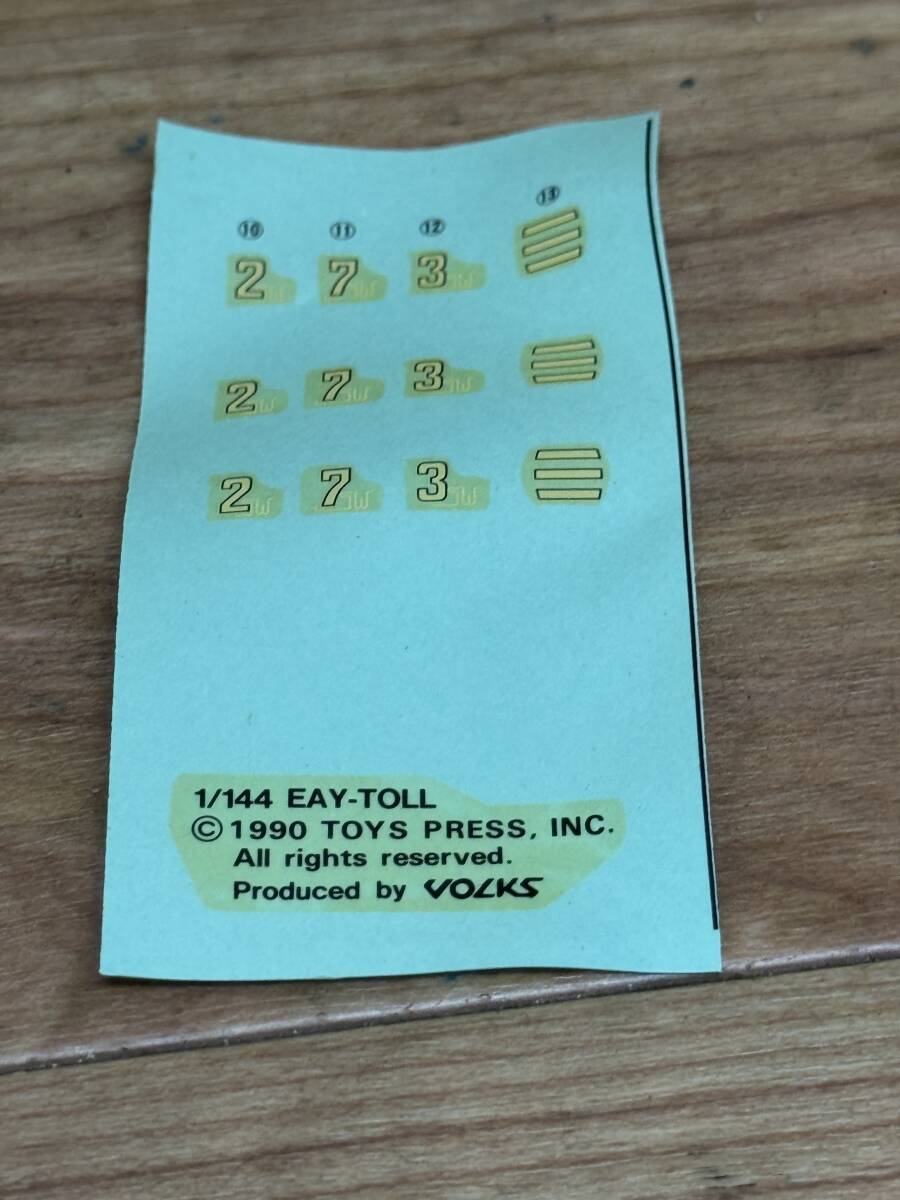 ⑩ ⑪ ⑫ ⑬
2 7 3
2 7 3
2 7 3
1/144 EAY-TOLL
© 1990 TOYS PRESS, INC.
All rights reserved.
Produced by VOLKS